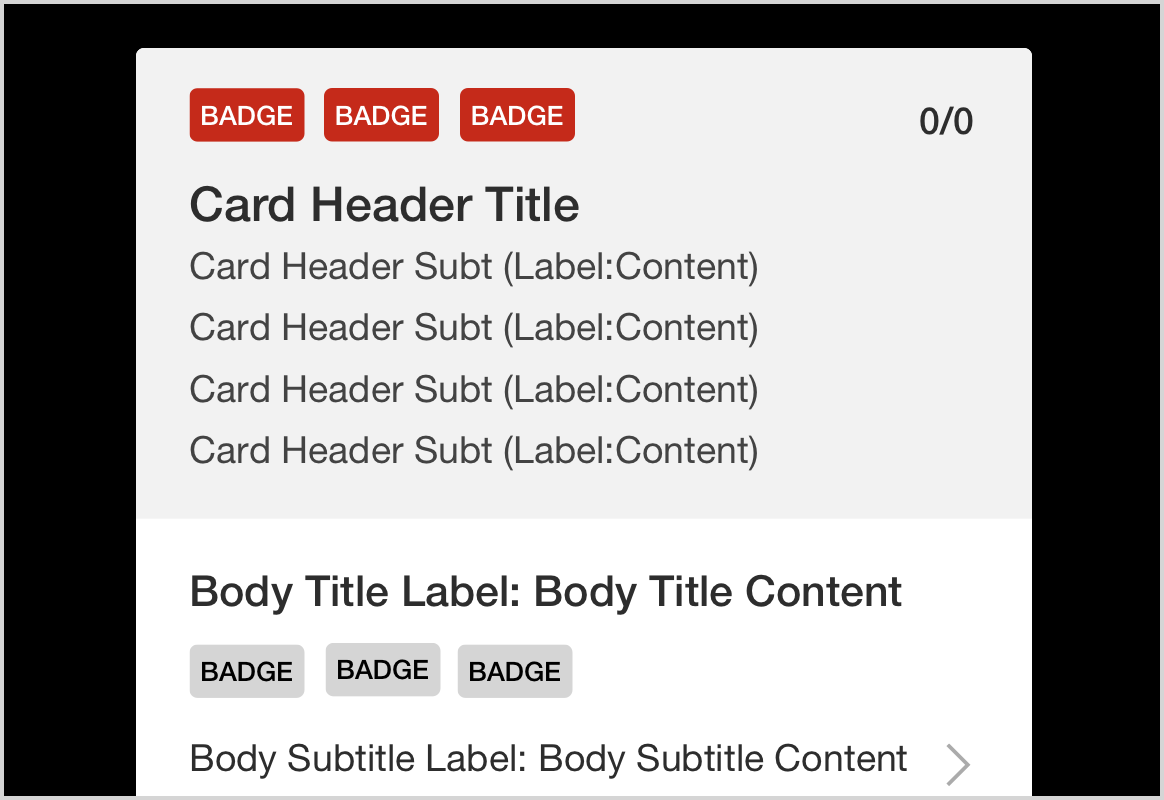 BADGE BADGE BADGE 0/0
Card Header Title
Card Header Subt (Label:Content)
Card Header Subt (Label:Content)
Card Header Subt (Label:Content)
Card Header Subt (Label:Content)
Body Title Label: Body Title Content
BADGE BADGE BADGE
Body Subtitle Label: Body Subtitle Content